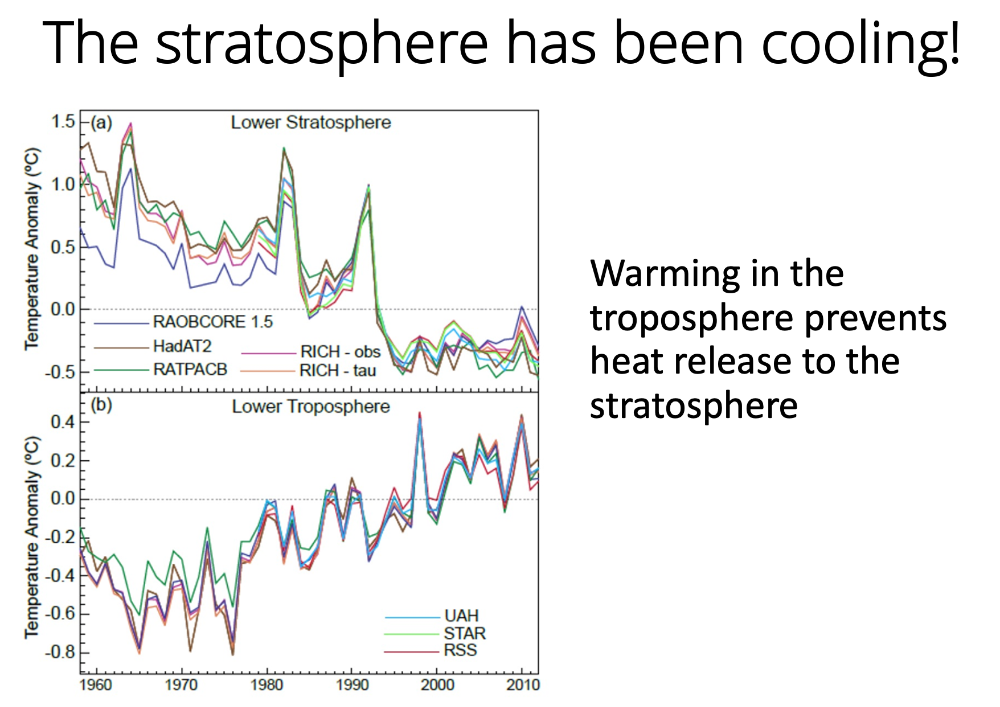 The stratosphere has been cooling!
(a)
Lower Stratosphere
Temperature Anomaly (ºC)
1.5
1.0
0.5
0.0
-0.5
RAOBCORE 1.5
HadAT2
RATPACB
RICH - obs
RICH - tau
(b)
Lower Troposphere
Temperature Anomaly (ºC)
0.4
0.2
0.0
-0.2
-0.4
-0.6
-0.8
UAH
STAR
RSS
1960 1970 1980 1990 2000 2010
Warming in the
troposphere prevents
heat release to the
stratosphere